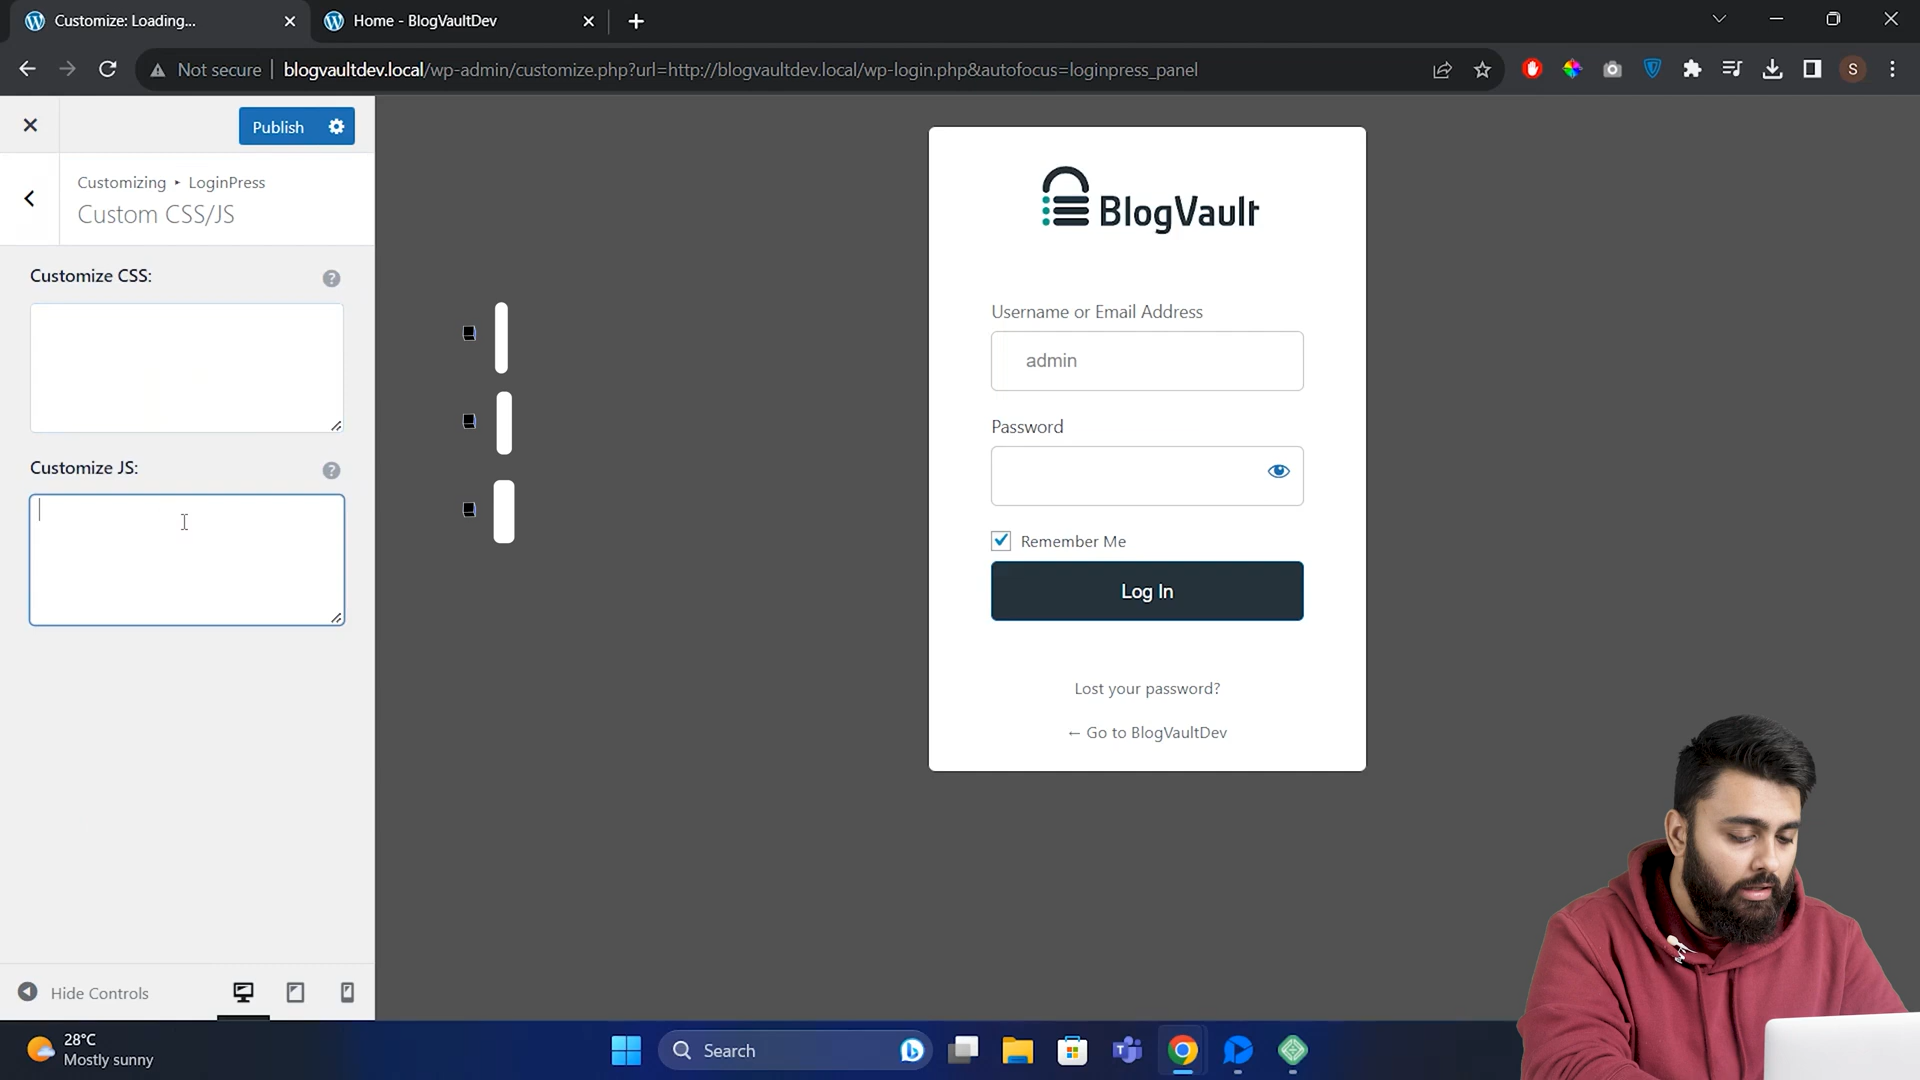 Customize: Loading...
Home - BlogVaultDev
Not secure
blogvaultdev.local/wp-admin/customize.php?url=http://blogvaultdev.local/wp-login.php&autofocus=loginpress_panel
S
Publish
Customizing ▸ LoginPress
Custom CSS/JS
Customize CSS:
?
Customize JS:
?
BlogVault
Username or Email Address
admin
Password
Remember Me
Log In
Lost your password?
← Go to BlogVaultDev
Hide Controls
28°C
Mostly sunny
Search